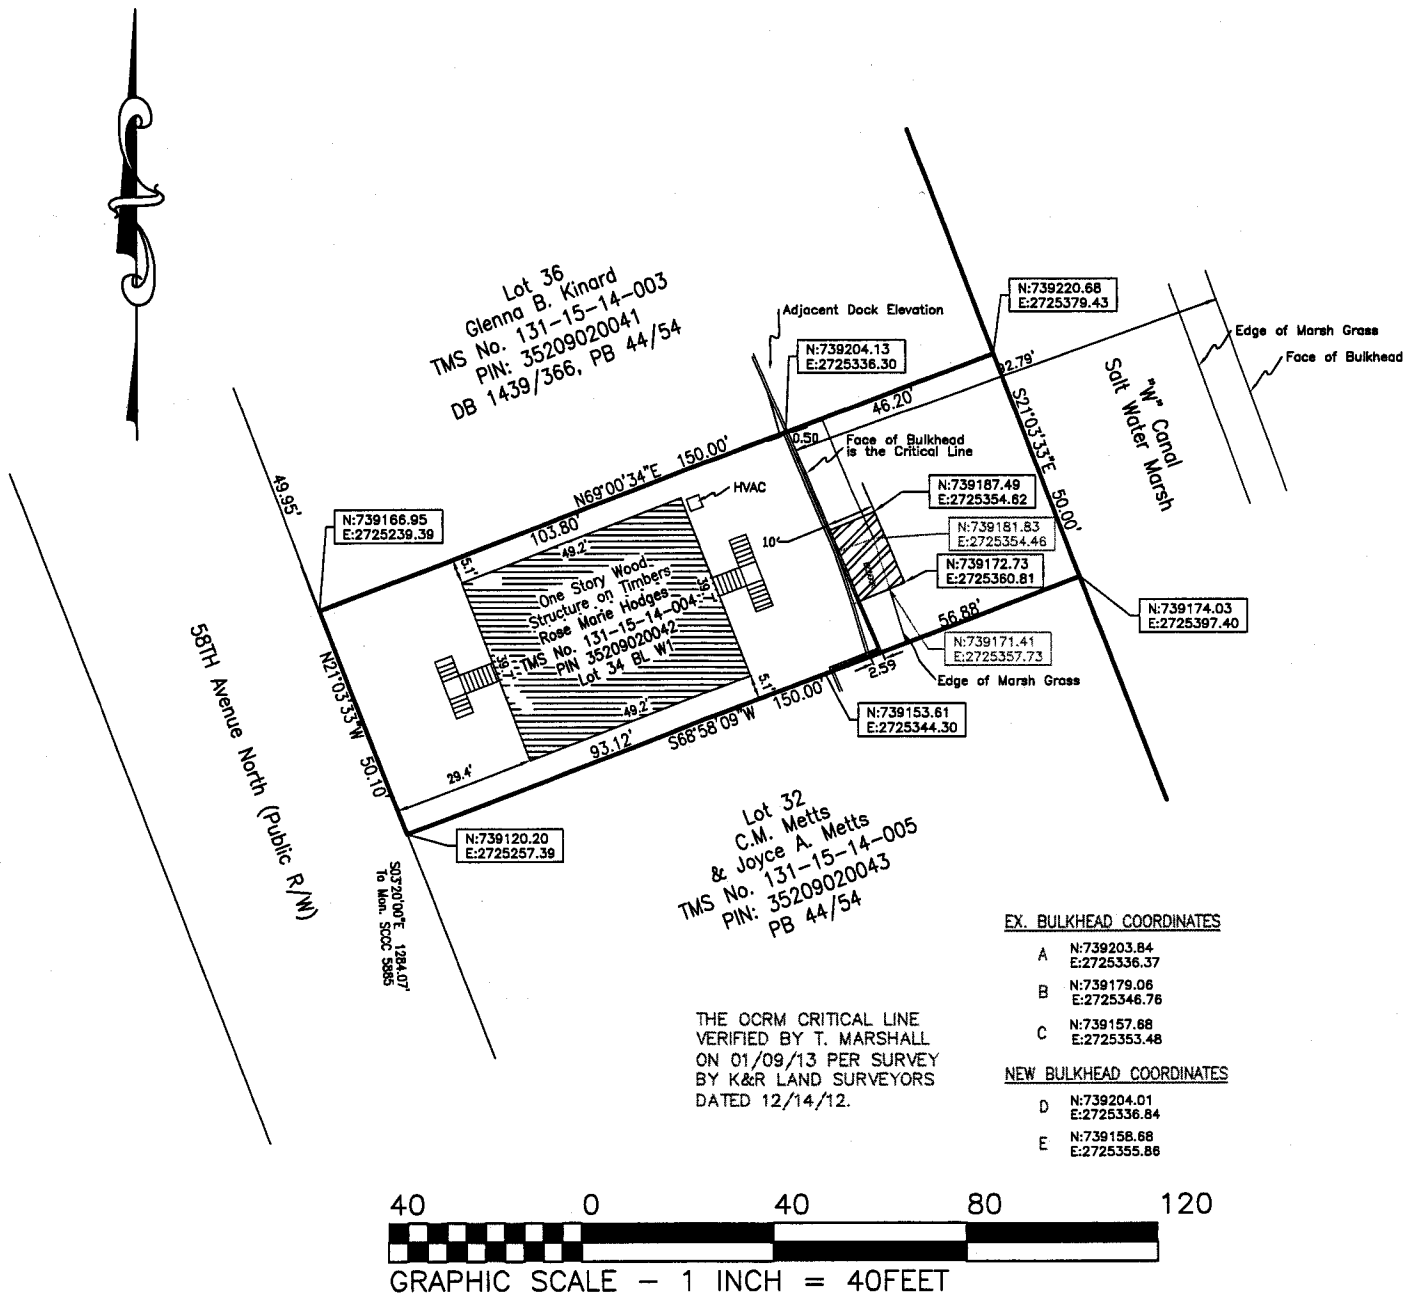 Lot 36
Glenna B. Kinard
TMS No. 131-15-14-003
PIN: 35209020041
DB 1439/366, PB 44/54
N:739220.68
E:2725379.43
Adjacent Dock Elevation
Edge of Marsh Grass
Face of Bulkhead
N:739204.13
E:2725336.30
92.79'
46.20'
"W" Canal
Salt Water Marsh
0.50
Face of Bulkhead
is the Critical Line
S21°03'33"E 50.00'
N69°00'34"E 150.00'
HVAC
49.95'
N:739187.49
E:2725354.62
N:739166.95
E:2725239.39
103.80'
N:739181.83
E:2725354.46
10'
49.2'
5.1'
N:739172.73
E:2725360.81
One Story Wood
Structure on Timbers
Rose Marie Hodges
TMS No. 131-15-14-004
PIN 35209020042
Lot 34 BL W1
39.7'
56.88'
N:739174.03
E:2725397.40
N:739171.41
E:2725357.73
58TH Avenue North (Public R/W)
N21°03'33"W 50.10'
2.59
Edge of Marsh Grass
49.2'
5.1'
150.00'
S68°58'09"W
N:739153.61
E:2725344.30
93.12'
29.4'
N:739120.20
E:2725257.39
Lot 32
C.M. Metts
& Joyce A. Metts
TMS No. 131-15-14-005
PIN: 35209020043
PB 44/54
S03°20'00"E 1284.07'
To Mon. SCCC 5885
EX. BULKHEAD COORDINATES
A N:739203.84
E:2725336.37
B N:739179.06
E:2725346.76
C N:739157.68
E:2725353.48
THE OCRM CRITICAL LINE
VERIFIED BY T. MARSHALL
ON 01/09/13 PER SURVEY
BY K&R LAND SURVEYORS
DATED 12/14/12.
NEW BULKHEAD COORDINATES
D N:739204.01
E:2725336.84
E N:739158.68
E:2725355.86
40 0 40 80 120
GRAPHIC SCALE - 1 INCH = 40FEET